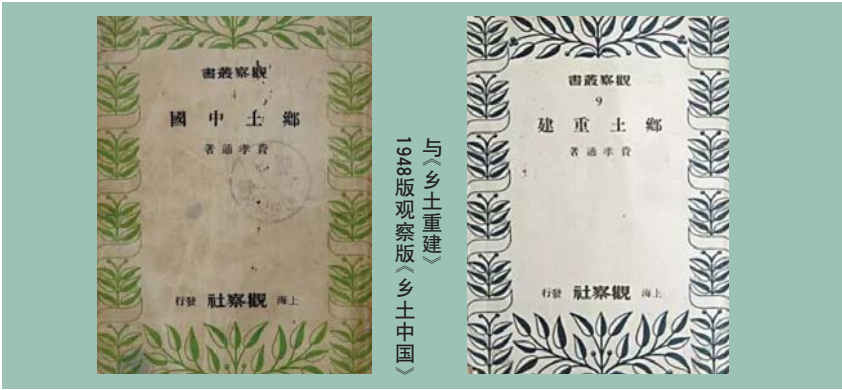 觀察叢書
4
鄉土中國
費孝通著
上海 觀察社 發行
1948版观察版《乡土中国》
与《乡土重建》
觀察叢書
9
鄉土重建
費孝通著
上海 觀察社 發行